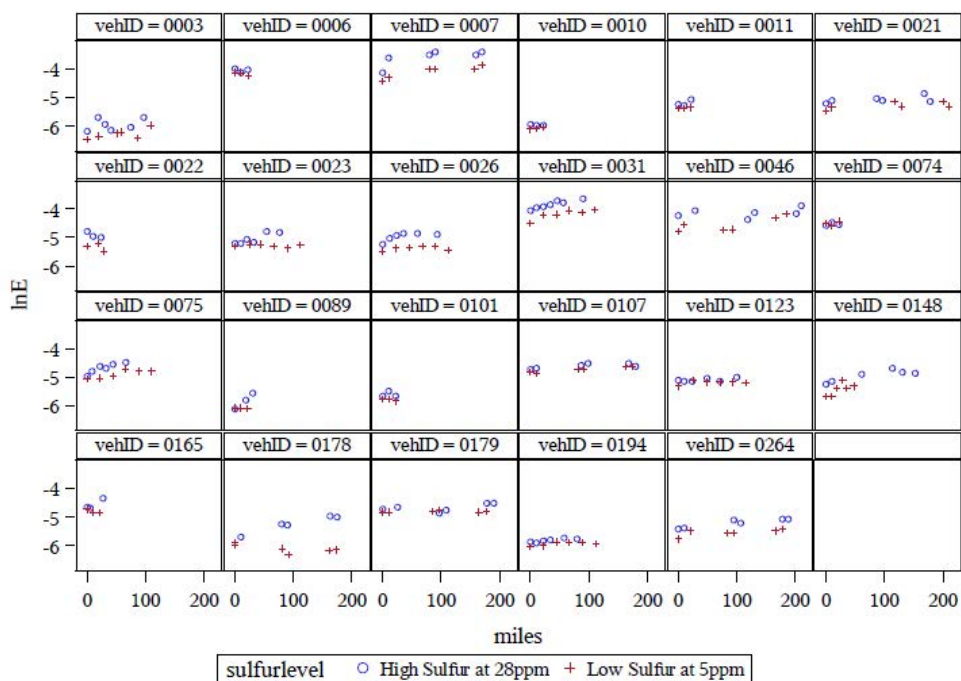 vehID = 0003 vehID = 0006 vehID = 0007 vehID = 0010 vehID = 0011 vehID = 0021
-4
-5
-6
vehID = 0022 vehID = 0023 vehID = 0026 vehID = 0031 vehID = 0046 vehID = 0074
-4
-5
-6
lnE
vehID = 0075 vehID = 0089 vehID = 0101 vehID = 0107 vehID = 0123 vehID = 0148
-4
-5
-6
vehID = 0165 vehID = 0178 vehID = 0179 vehID = 0194 vehID = 0264
-4
-5
-6
0 100 200 0 100 200 0 100 200 0 100 200 0 100 200 0 100 200
miles
sulfurlevel High Sulfur at 28ppm Low Sulfur at 5ppm